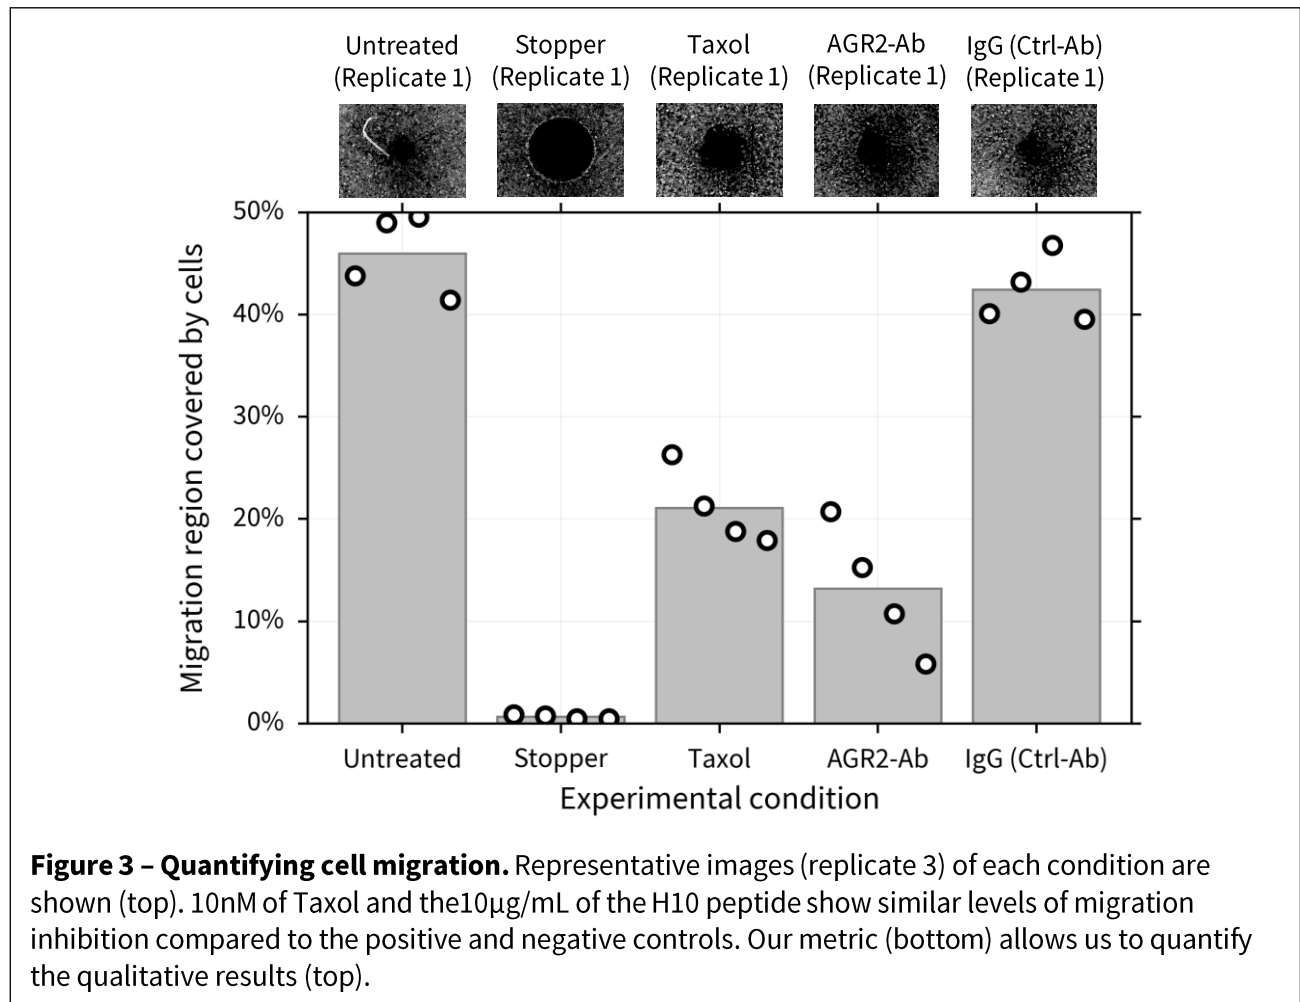 Untreated
(Replicate 1)
Stopper
(Replicate 1)
Taxol
(Replicate 1)
AGR2-Ab
(Replicate 1)
IgG (Ctrl-Ab)
(Replicate 1)
Migration region covered by cells
50%
40%
30%
20%
10%
0%
Untreated
Stopper
Taxol
AGR2-Ab
IgG (Ctrl-Ab)
Experimental condition
Figure 3 – Quantifying cell migration. Representative images (replicate 3) of each condition are
shown (top). 10nM of Taxol and the10µg/mL of the H10 peptide show similar levels of migration
inhibition compared to the positive and negative controls. Our metric (bottom) allows us to quantify
the qualitative results (top).